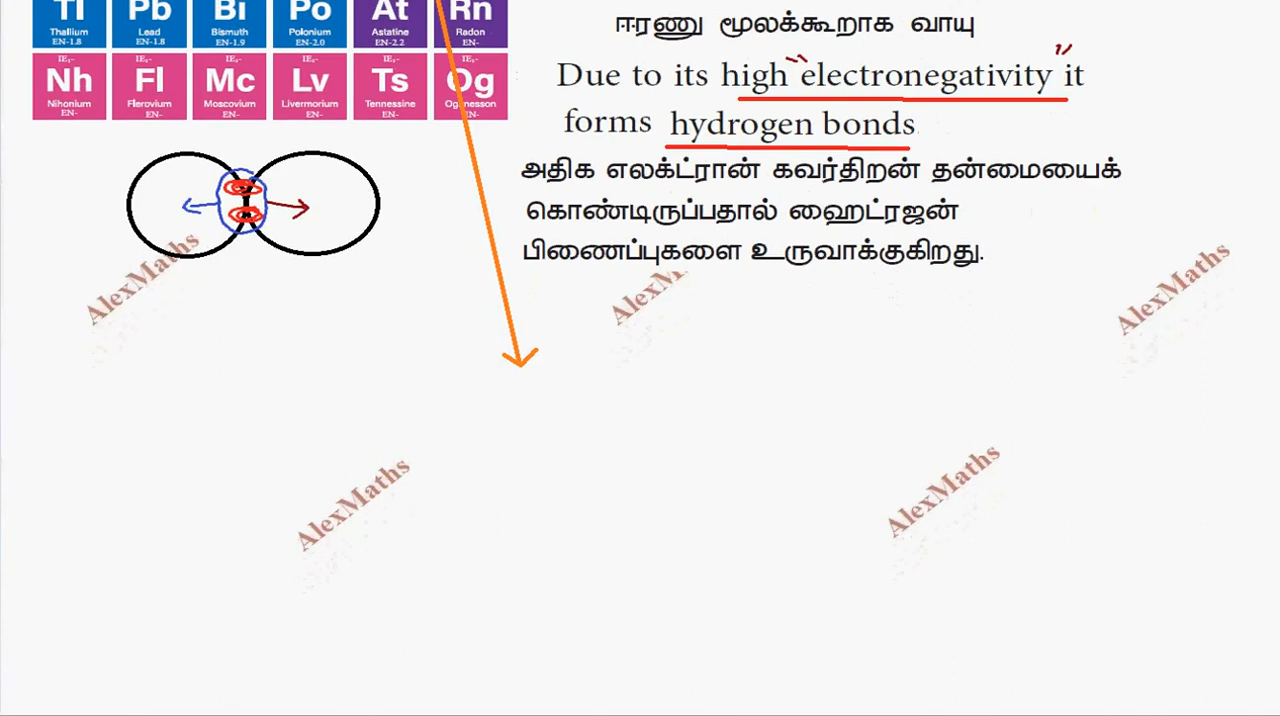 Tl Pb Bi Po At Rn
Thallium Lead Bismuth Polonium Astatine Radon
EN-1.8 EN-1.8 EN-1.9 EN-2.0 EN-2.2 EN-
Nh Fl Mc Lv Ts Og
Nihonium Flerovium Moscovium Livermorium Tennessine Oganesson
EN- EN- EN- EN- EN- EN-
ஈரணு மூலக்கூறாக வாயு
Due to its high electronegativity it
forms hydrogen bonds
அதிக எலக்ட்ரான் கவர்திறன் தன்மையைக்
கொண்டிருப்பதால் ஹைட்ரஜன்
பிணைப்புகளை உருவாக்குகிறது.
AlexMaths
AlexMaths
AlexMaths
AlexMaths
AlexMaths